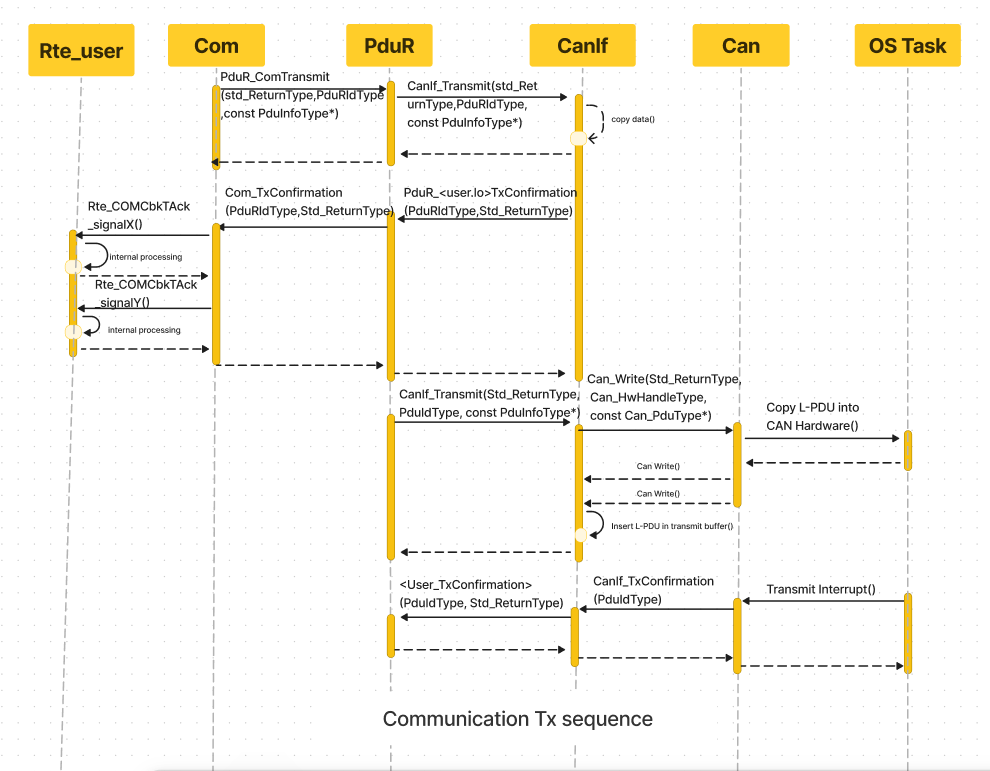 Rte_user
Com
PduR
CanIf
Can
OS Task
PduR_ComTransmit
(std_ReturnType,PduRIdType
,const PduInfoType*)
CanIf_Transmit(std_Ret
urnType,PduRIdType,
const PduInfoType*)
copy data()
Com_TxConfirmation
(PduRIdType,Std_ReturnType)
PduR_<user.lo>TxConfirmation
(PduRIdType,Std_ReturnType)
Rte_COMCbkTAck
_signalX()
internal processing
Rte_COMCbkTAck
_signalY()
internal processing
CanIf_Transmit(Std_ReturnType,
PduIdType, const PduInfoType*)
Can_Write(Std_ReturnType,
Can_HwHandleType,
const Can_PduType*)
Copy L-PDU into
CAN Hardware()
Can Write()
Can Write()
Insert L-PDU in transmit buffer()
<User_TxConfirmation>
(PduIdType, Std_ReturnType)
CanIf_TxConfirmation
(PduIdType)
Transmit Interrupt()
Communication Tx sequence